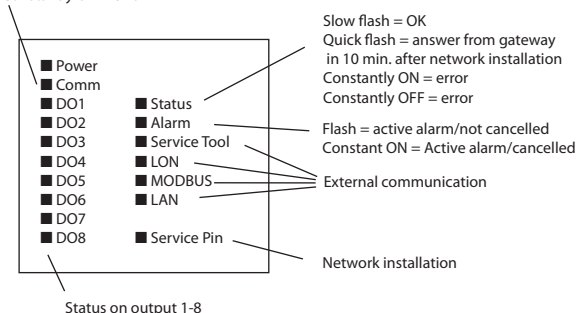 Slow flash = OK
Quick flash = answer from gateway
in 10 min. after network installation
Constantly ON = error
Constantly OFF = error
Power
Comm
DO1
Status
DO2
Alarm
Flash = active alarm/not cancelled
Constant ON = Active alarm/cancelled
DO3
Service Tool
DO4
LON
DO5
MODBUS
External communication
DO6
LAN
DO7
DO8
Service Pin
Network installation
Status on output 1-8